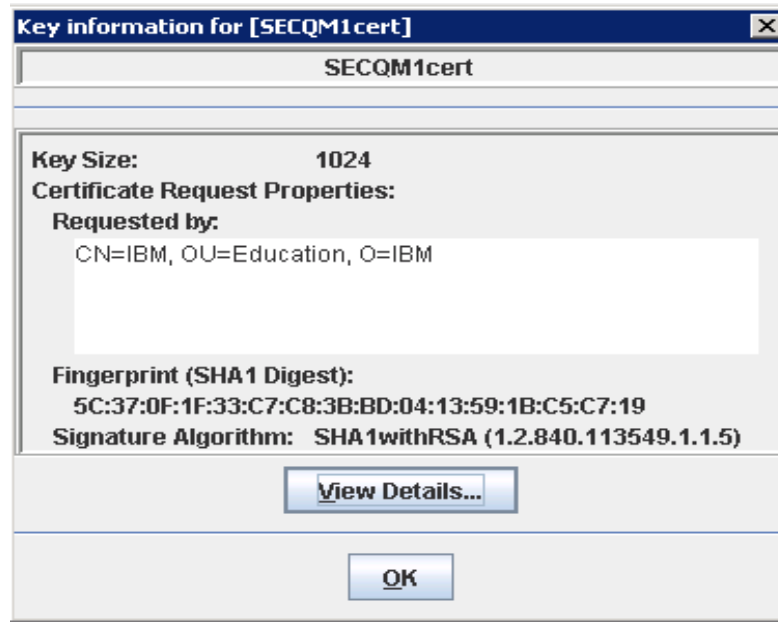 Key information for [SECQM1cert]
SECQM1cert
Key Size: 1024
Certificate Request Properties:
Requested by:
CN=IBM, OU=Education, O=IBM
Fingerprint (SHA1 Digest):
5C:37:0F:1F:33:C7:C8:3B:BD:04:13:59:1B:C5:C7:19
Signature Algorithm: SHA1withRSA (1.2.840.113549.1.1.5)
View Details...
OK